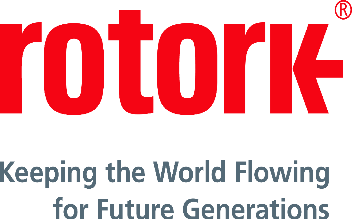 rotork®
Keeping the World Flowing
for Future Generations